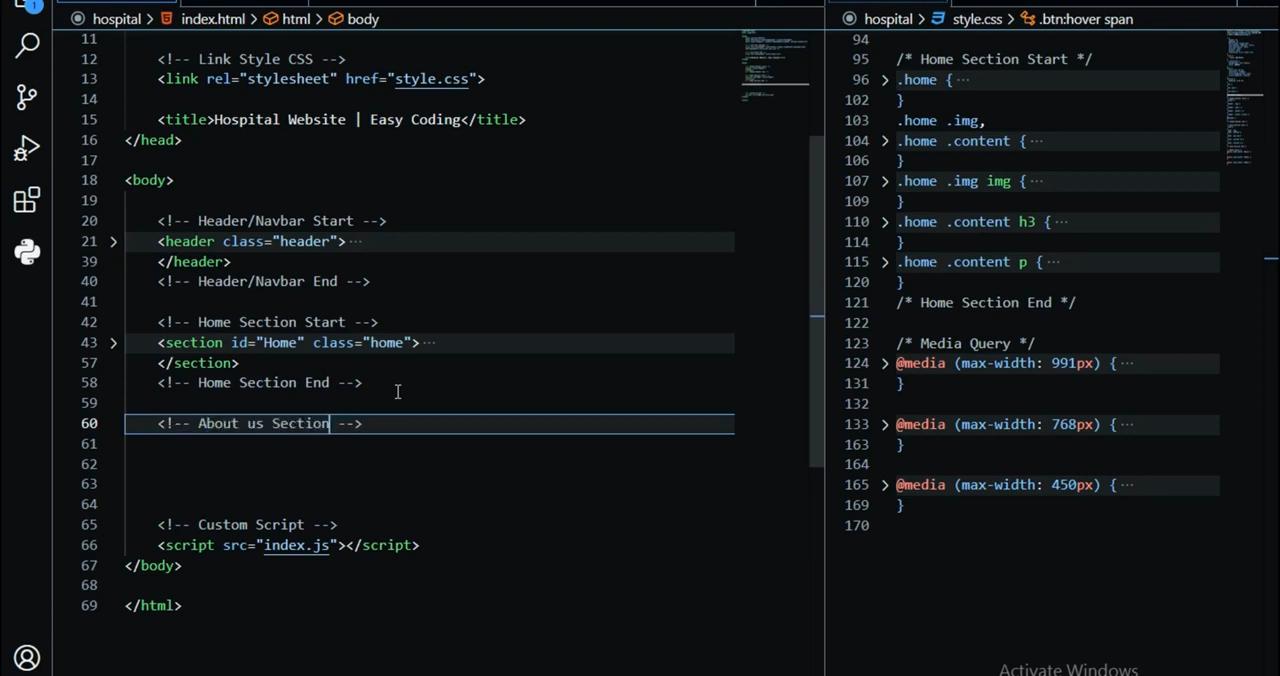 1
hospital > index.html > html > body
11
12 <!-- Link Style CSS -->
13 <link rel="stylesheet" href="style.css">
14
15 <title>Hospital Website | Easy Coding</title>
16 </head>
17
18 <body>
19
20 <!-- Header/Navbar Start -->
21 > <header class="header"> ...
39 </header>
40 <!-- Header/Navbar End -->
41
42 <!-- Home Section Start -->
43 > <section id="Home" class="home"> ...
57 </section>
58 <!-- Home Section End -->
59
60 <!-- About us Section -->
61
62
63
64
65 <!-- Custom Script -->
66 <script src="index.js"></script>
67 </body>
68
69 </html>
hospital > style.css > .btn:hover span
94
95 /* Home Section Start */
96 > .home { ...
102 }
103 .home .img,
104 > .home .content { ...
106 }
107 > .home .img img { ...
109 }
110 > .home .content h3 { ...
114 }
115 > .home .content p { ...
120 }
121 /* Home Section End */
122
123 /* Media Query */
124 > @media (max-width: 991px) { ...
131 }
132
133 > @media (max-width: 768px) { ...
163 }
164
165 > @media (max-width: 450px) { ...
169 }
170
Activate Windows